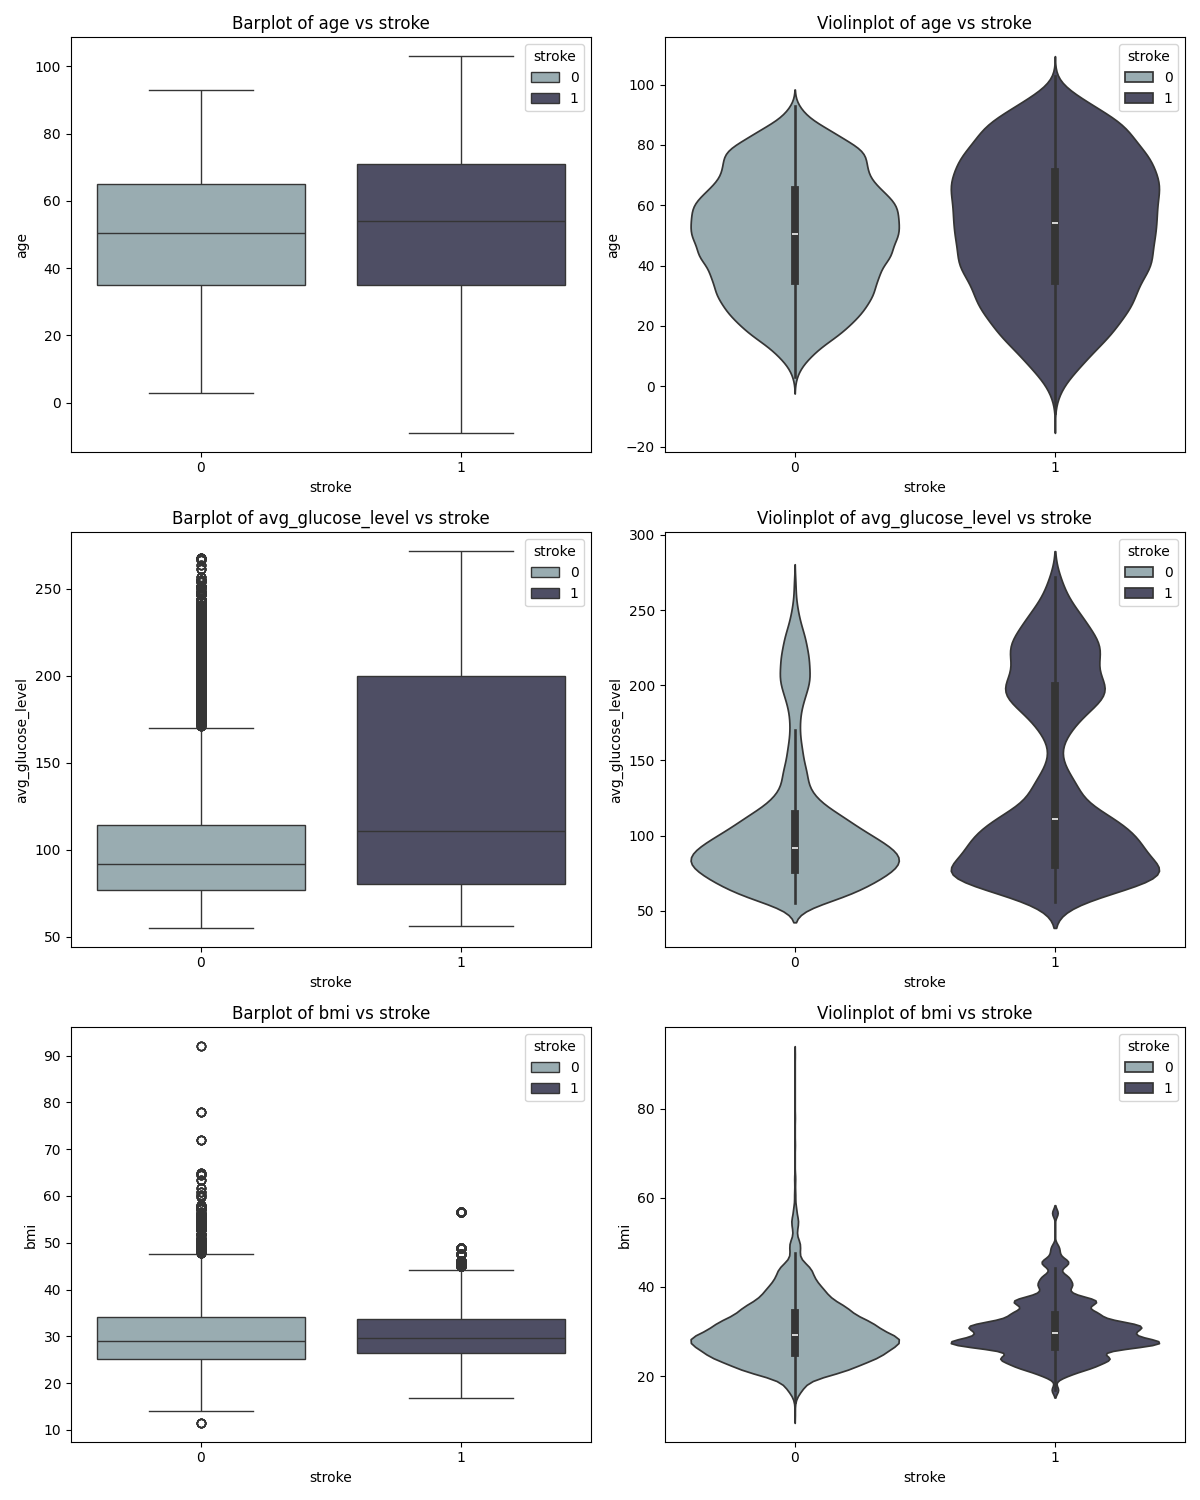 Barplot of age vs stroke
100
80
60
40
20
0
age
0
1
stroke
stroke
0
1
Violinplot of age vs stroke
100
80
60
40
20
0
−20
age
0
1
stroke
stroke
0
1
Barplot of avg_glucose_level vs stroke
250
200
150
100
50
avg_glucose_level
0
1
stroke
stroke
0
1
Violinplot of avg_glucose_level vs stroke
300
250
200
150
100
50
avg_glucose_level
0
1
stroke
stroke
0
1
Barplot of bmi vs stroke
90
80
70
60
50
40
30
20
10
bmi
0
1
stroke
stroke
0
1
Violinplot of bmi vs stroke
80
60
40
20
bmi
0
1
stroke
stroke
0
1